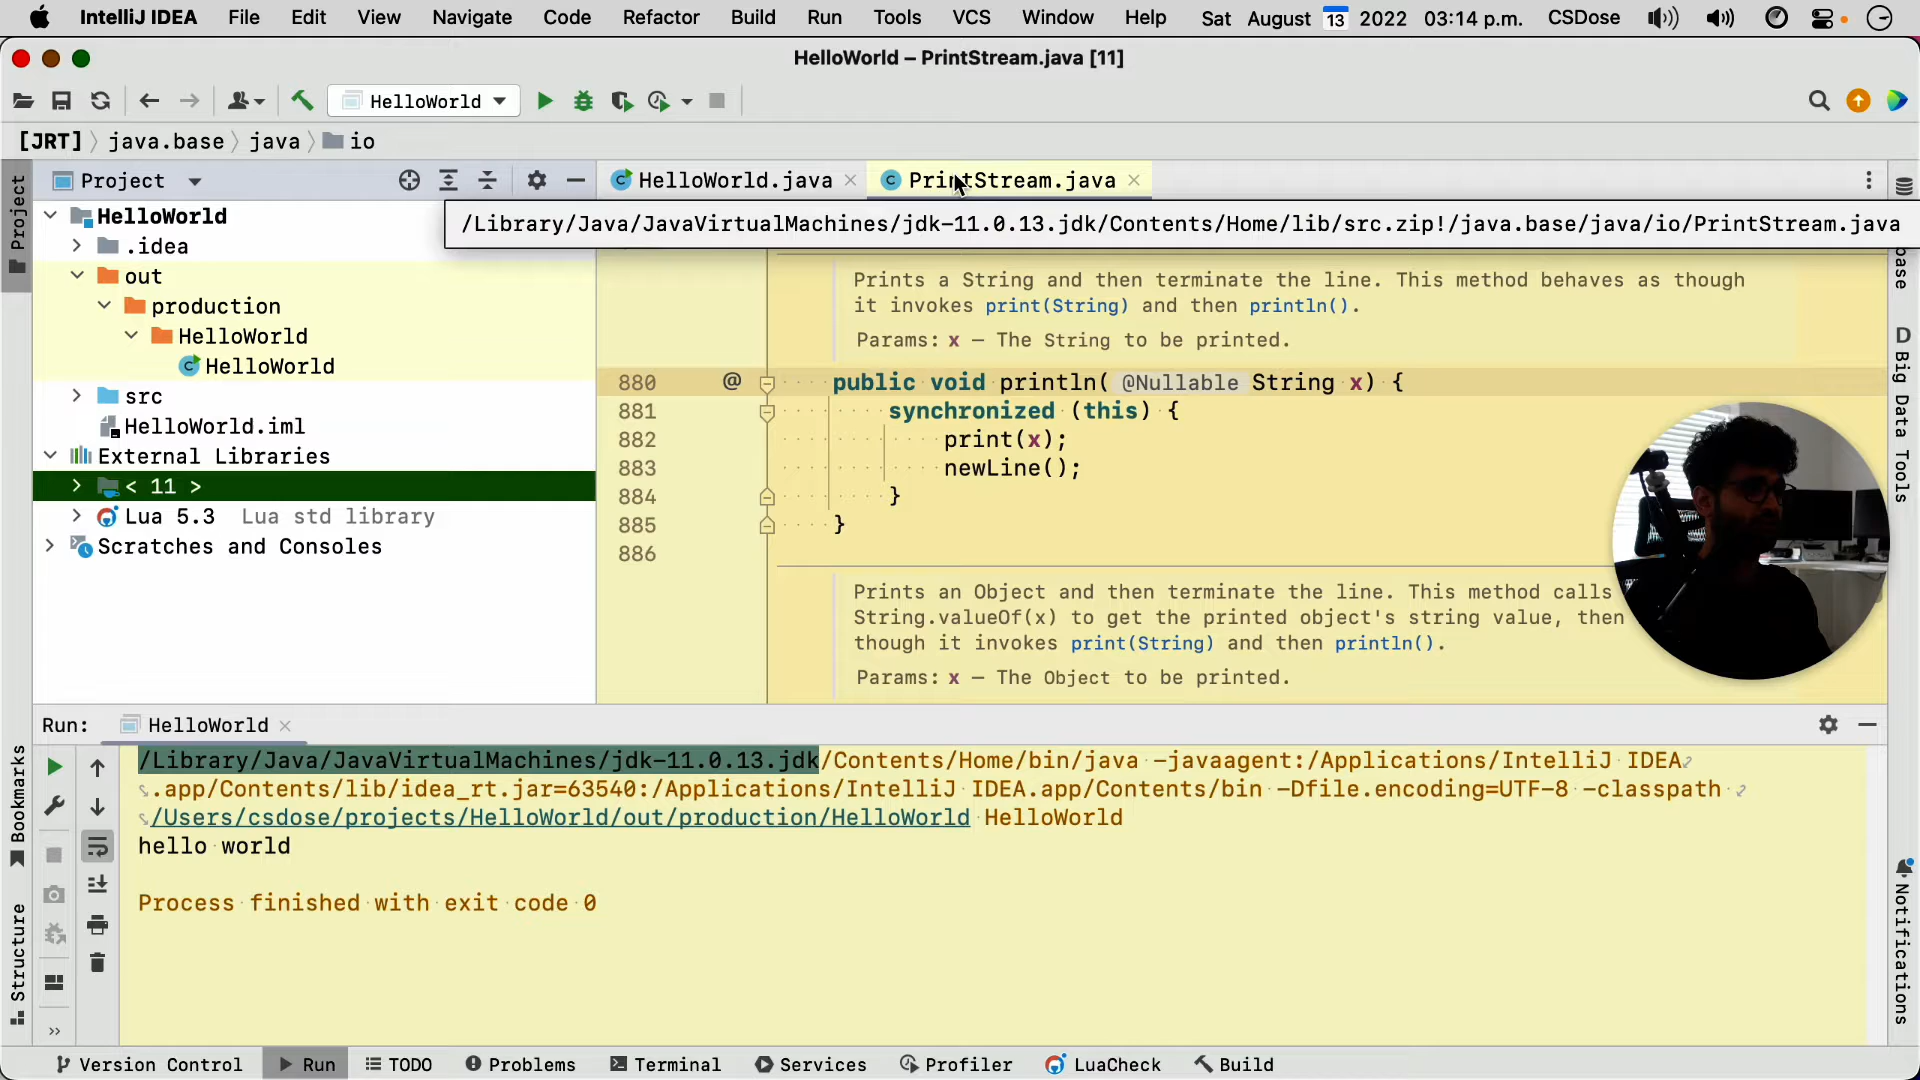 IntelliJ IDEA File Edit View Navigate Code Refactor Build Run Tools VCS Window Help Sat August 13 2022 03:14 p.m. CSDose
HelloWorld – PrintStream.java [11]
HelloWorld
[JRT] java.base java io
Project
Project
HelloWorld.java
PrintStream.java
/Library/Java/JavaVirtualMachines/jdk-11.0.13.jdk/Contents/Home/lib/src.zip!/java.base/java/io/PrintStream.java
HelloWorld
.idea
out
production
HelloWorld
HelloWorld
src
HelloWorld.iml
External Libraries
< 11 >
Lua 5.3 Lua std library
Scratches and Consoles
Prints a String and then terminate the line. This method behaves as though
it invokes print(String) and then println().
Params: x – The String to be printed.
880 @ public void println( @Nullable String x) {
881 synchronized (this) {
882 print(x);
883 newLine();
884 }
885 }
886
Prints an Object and then terminate the line. This method calls
String.valueOf(x) to get the printed object's string value, then
though it invokes print(String) and then println().
Params: x – The Object to be printed.
base
D Big Data Tools
Notifications
Run: HelloWorld
/Library/Java/JavaVirtualMachines/jdk-11.0.13.jdk/Contents/Home/bin/java -javaagent:/Applications/IntelliJ IDEA
.app/Contents/lib/idea_rt.jar=63540:/Applications/IntelliJ IDEA.app/Contents/bin -Dfile.encoding=UTF-8 -classpath
/Users/csdose/projects/HelloWorld/out/production/HelloWorld HelloWorld
hello world
Process finished with exit code 0
Bookmarks
Structure
Version Control Run TODO Problems Terminal Services Profiler LuaCheck Build